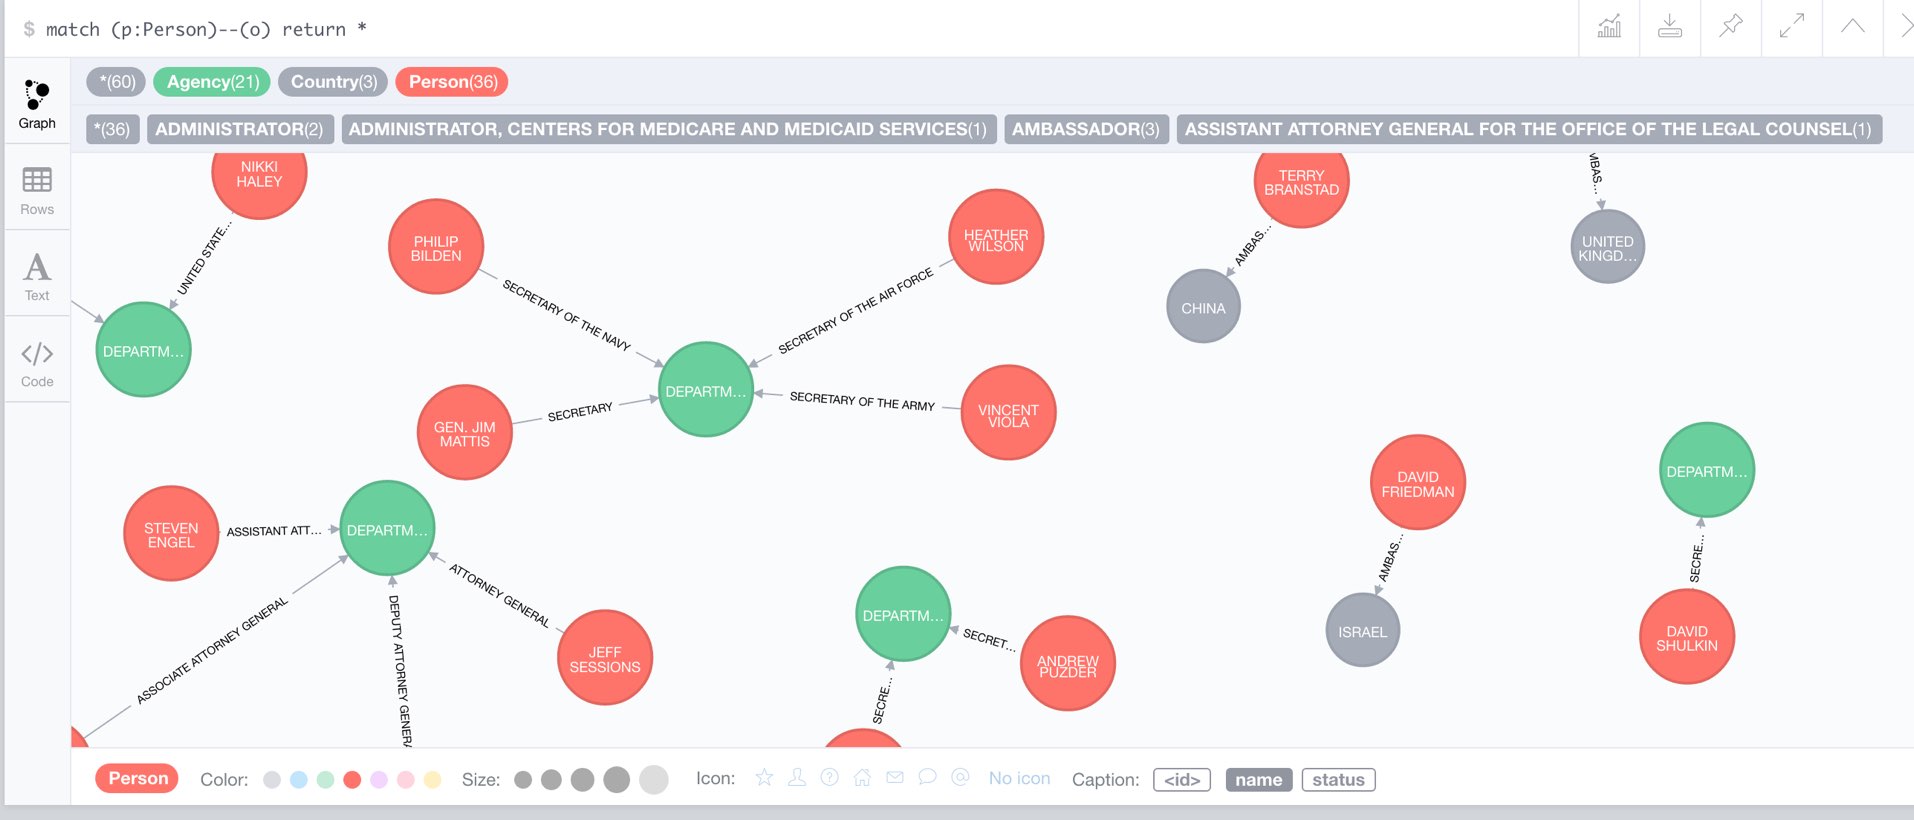 $ match (p:Person)--(o) return *
*(60) Agency(21) Country(3) Person(36)
*(36) ADMINISTRATOR(2) ADMINISTRATOR, CENTERS FOR MEDICARE AND MEDICAID SERVICES(1) AMBASSADOR(3) ASSISTANT ATTORNEY GENERAL FOR THE OFFICE OF THE LEGAL COUNSEL(1)
Graph
Rows
Text
Code
NIKKI
HALEY
UNITED STATE...
DEPARTM...
PHILIP
BILDEN
SECRETARY OF THE NAVY
HEATHER
WILSON
SECRETARY OF THE AIR FORCE
DEPARTM...
GEN. JIM
MATTIS
SECRETARY
VINCENT
VIOLA
SECRETARY OF THE ARMY
TERRY
BRANSTAD
AMBAS...
CHINA
MBAS...
UNITED
KINGD...
STEVEN
ENGEL
ASSISTANT ATT...
DEPARTM...
ASSOCIATE ATTORNEY GENERAL
DEPUTY ATTORNEY GENERA
ATTORNEY GENERAL
JEFF
SESSIONS
DEPARTM...
SECRET...
ANDREW
PUZDER
SECRE...
DAVID
FRIEDMAN
AMBAS...
ISRAEL
DEPARTM...
SECRE...
DAVID
SHULKIN
Person Color: Size: Icon: No icon Caption: <id> name status